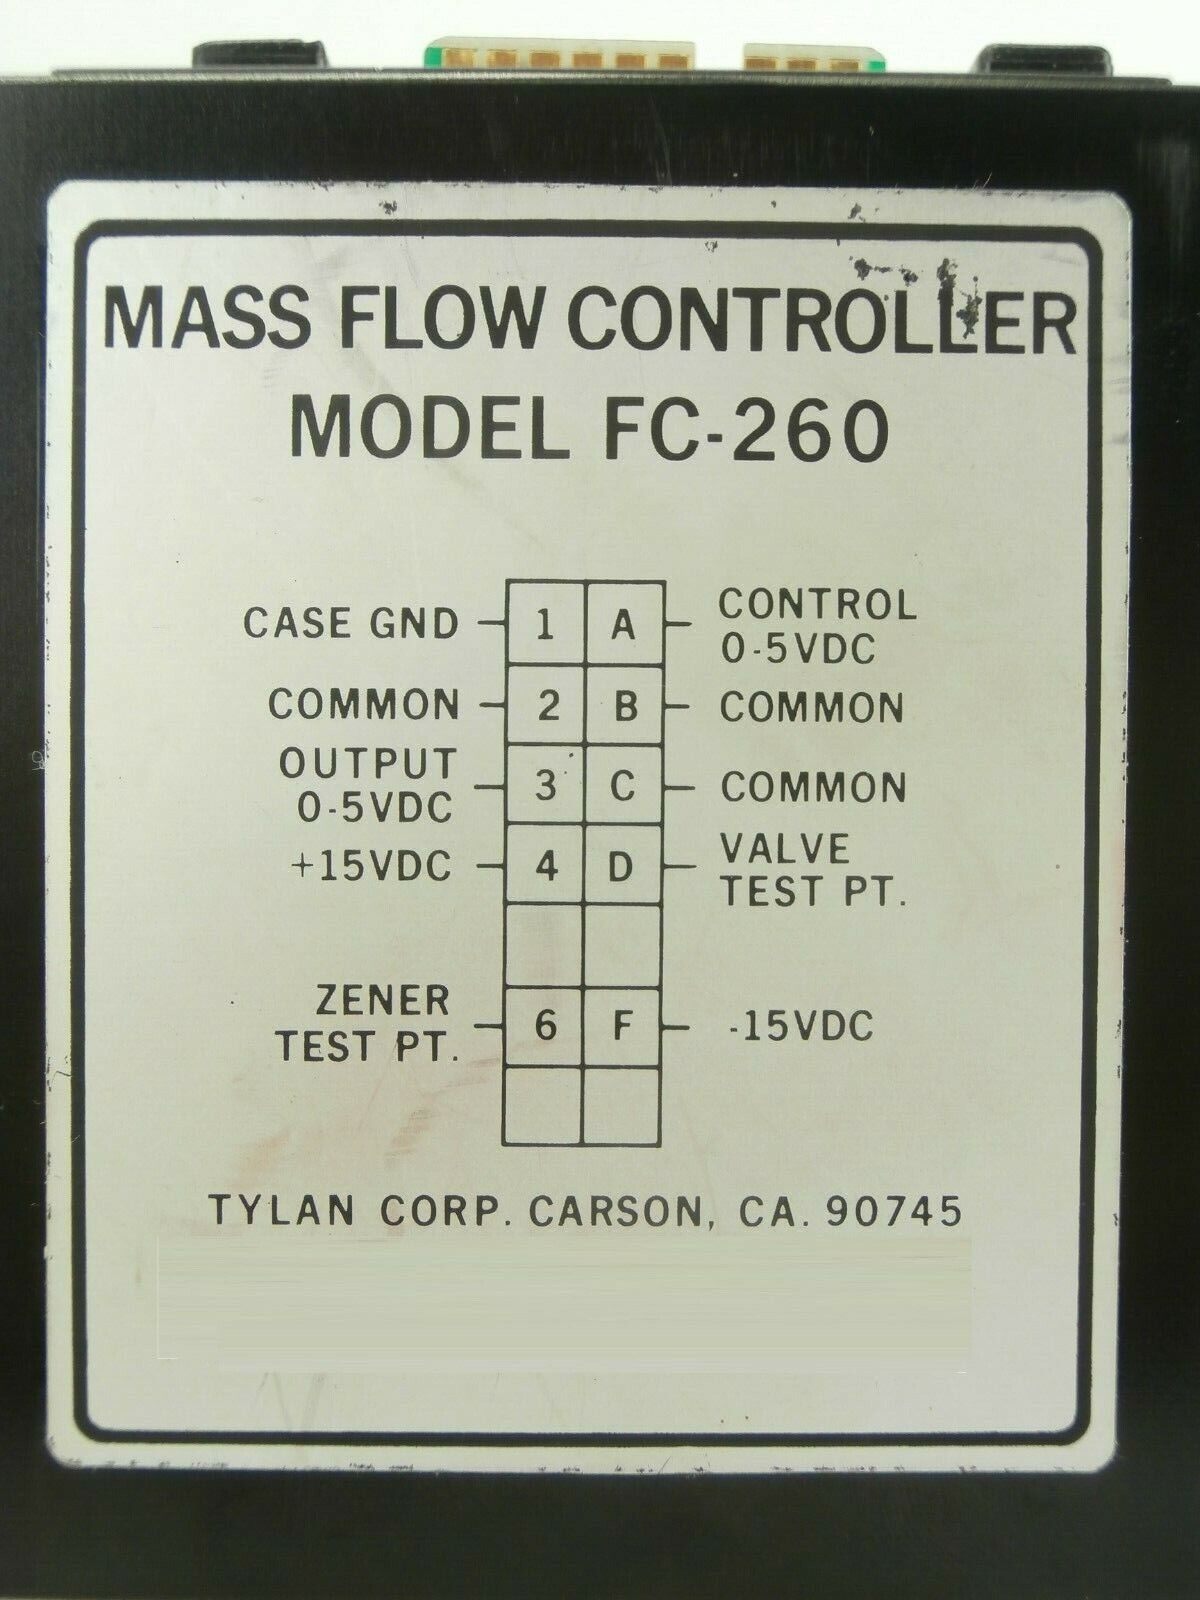 MASS FLOW CONTROLLER
MODEL FC-260
CASE GND 1 A CONTROL
0-5VDC
COMMON 2 B COMMON
OUTPUT
0-5VDC 3 C COMMON
+15VDC 4 D VALVE
TEST PT.
ZENER
TEST PT. 6 F -15VDC
TYLAN CORP. CARSON, CA. 90745